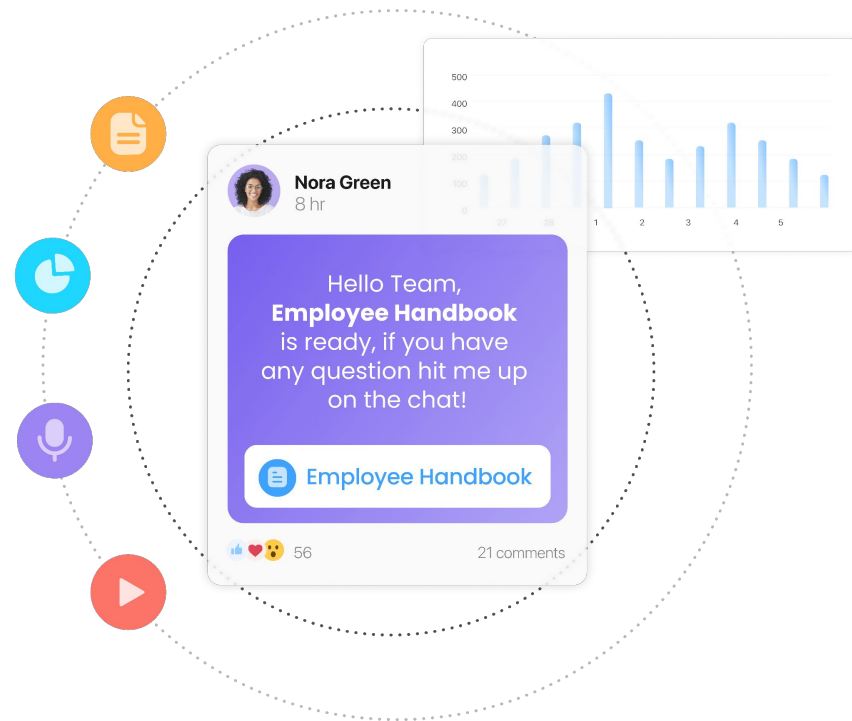 500
400
300
200
100
0
27
28
1
2
3
4
5
Nora Green
8 hr
Hello Team,
Employee Handbook
is ready, if you have
any question hit me up
on the chat!
Employee Handbook
56
21 comments